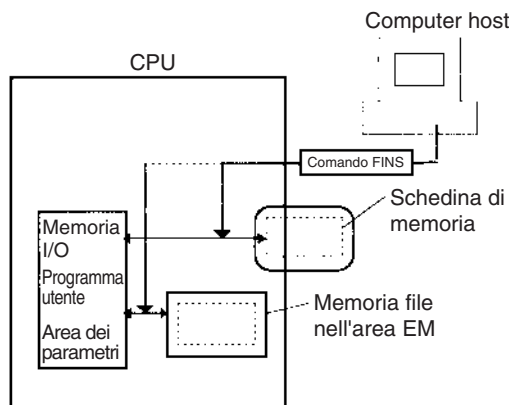 Computer host
CPU
Comando FINS
Schedina di
memoria
Memoria
I/O
Programma
utente
Area dei
parametri
Memoria file
nell'area EM